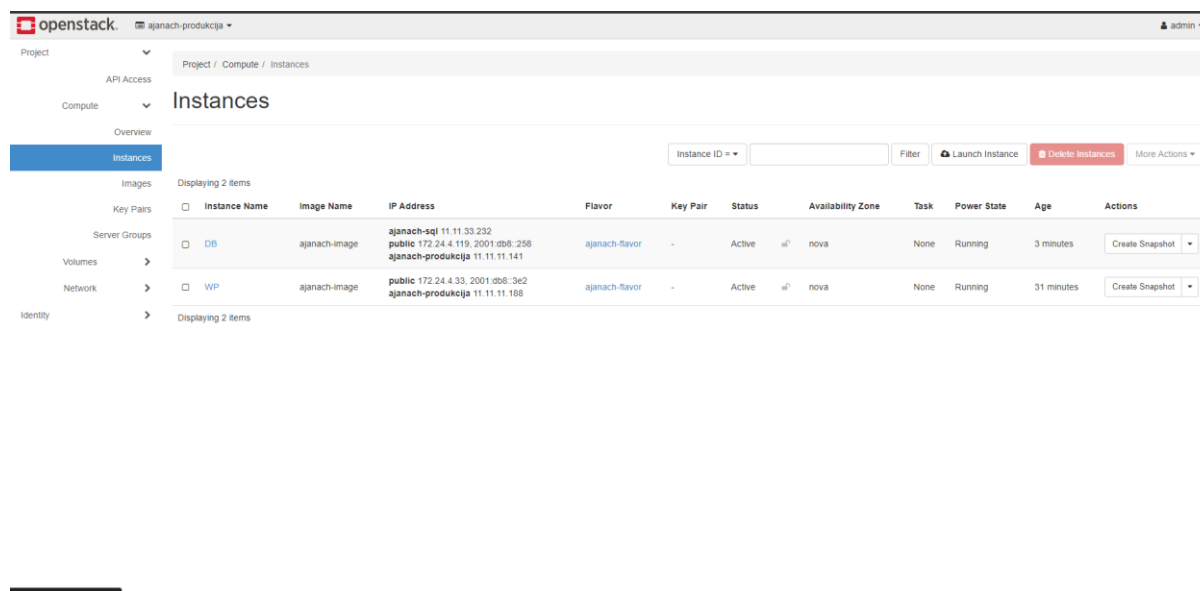 openstack. ajanach-produkcija admin
Project
API Access
Compute
Overview
Instances
Images
Key Pairs
Server Groups
Volumes
Network
Identity
Project / Compute / Instances
Instances
Instance ID = Filter Launch Instance Delete Instances More Actions
Displaying 2 items
Instance Name Image Name IP Address Flavor Key Pair Status Availability Zone Task Power State Age Actions
ajanach-sql 11.11.33.232
DB ajanach-image public 172.24.4.119, 2001:db8::258 ajanach-flavor - Active nova None Running 3 minutes Create Snapshot
ajanach-produkcija 11.11.11.141
public 172.24.4.33, 2001:db8::3e2
WP ajanach-image ajanach-flavor - Active nova None Running 31 minutes Create Snapshot
ajanach-produkcija 11.11.11.188
Displaying 2 items